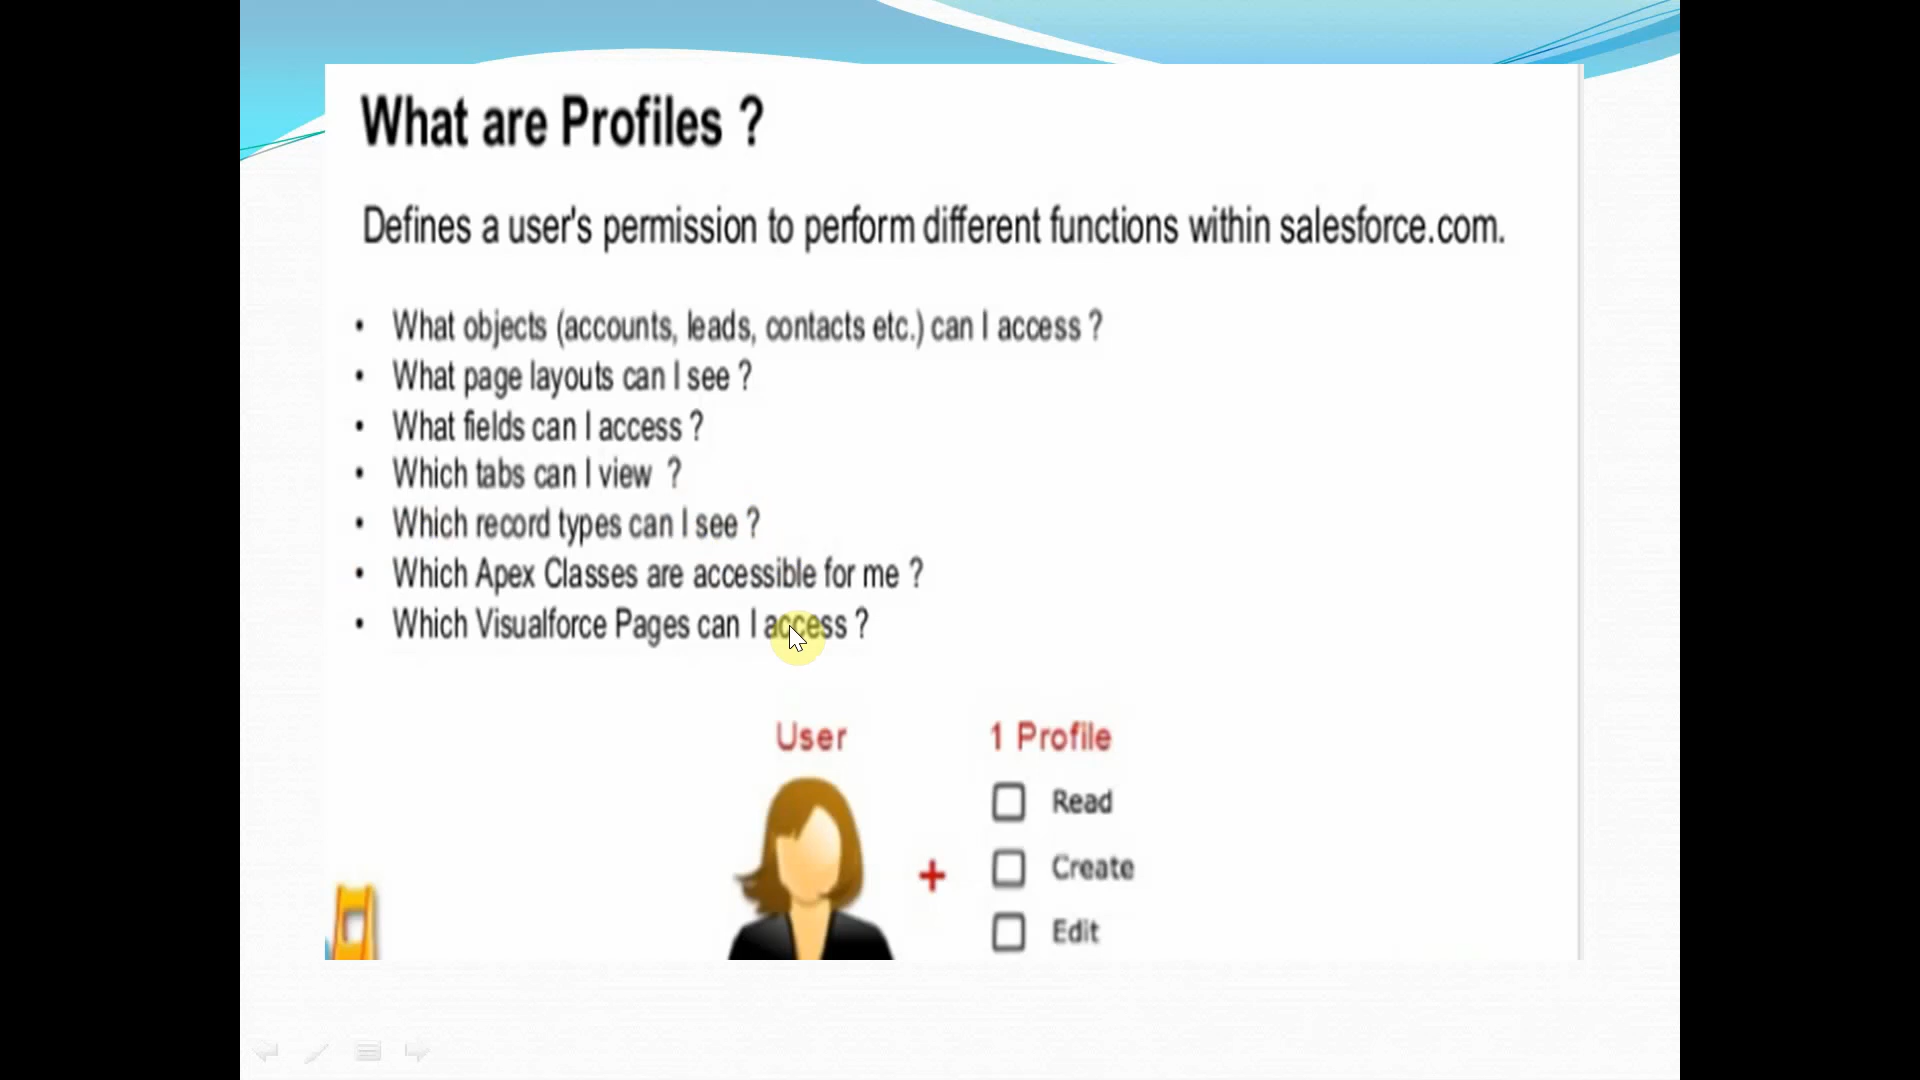 What are Profiles ?
Defines a user's permission to perform different functions within salesforce.com.
• What objects (accounts, leads, contacts etc.) can I access ?
• What page layouts can I see ?
• What fields can I access ?
• Which tabs can I view ?
• Which record types can I see ?
• Which Apex Classes are accessible for me ?
• Which Visualforce Pages can I access ?
User
1 Profile
Read
+
Create
Edit